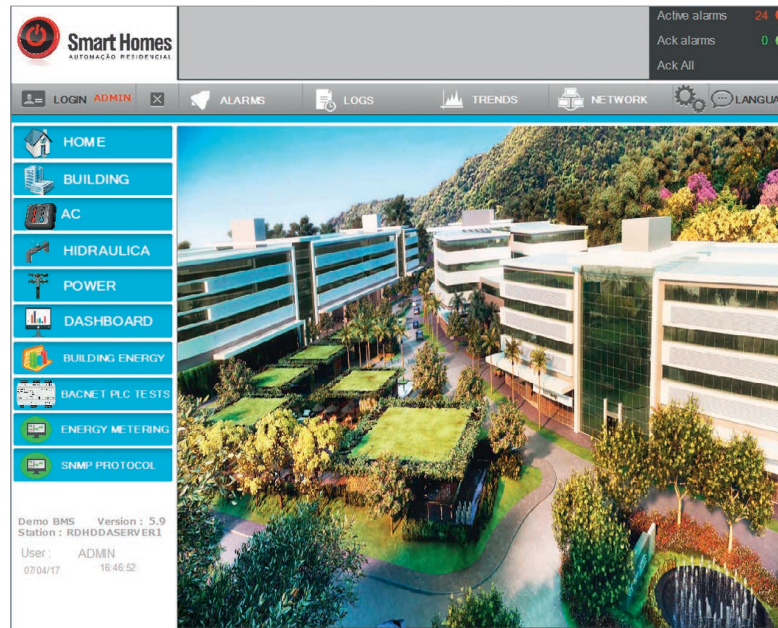 Smart Homes
AUTOMAÇÃO RESIDENCIAL
Active alarms 24
Ack alarms 0
Ack All
LOGIN ADMIN
ALARMS
LOGS
TRENDS
NETWORK
LANGUA
HOME
BUILDING
AC
HIDRAULICA
POWER
DASHBOARD
BUILDING ENERGY
BACNET PLC TESTS
ENERGY METERING
SNMP PROTOCOL
Demo BMS Version : 5.9
Station : RDHDDASERVER1
User : ADMIN
07/04/17 16:46:52